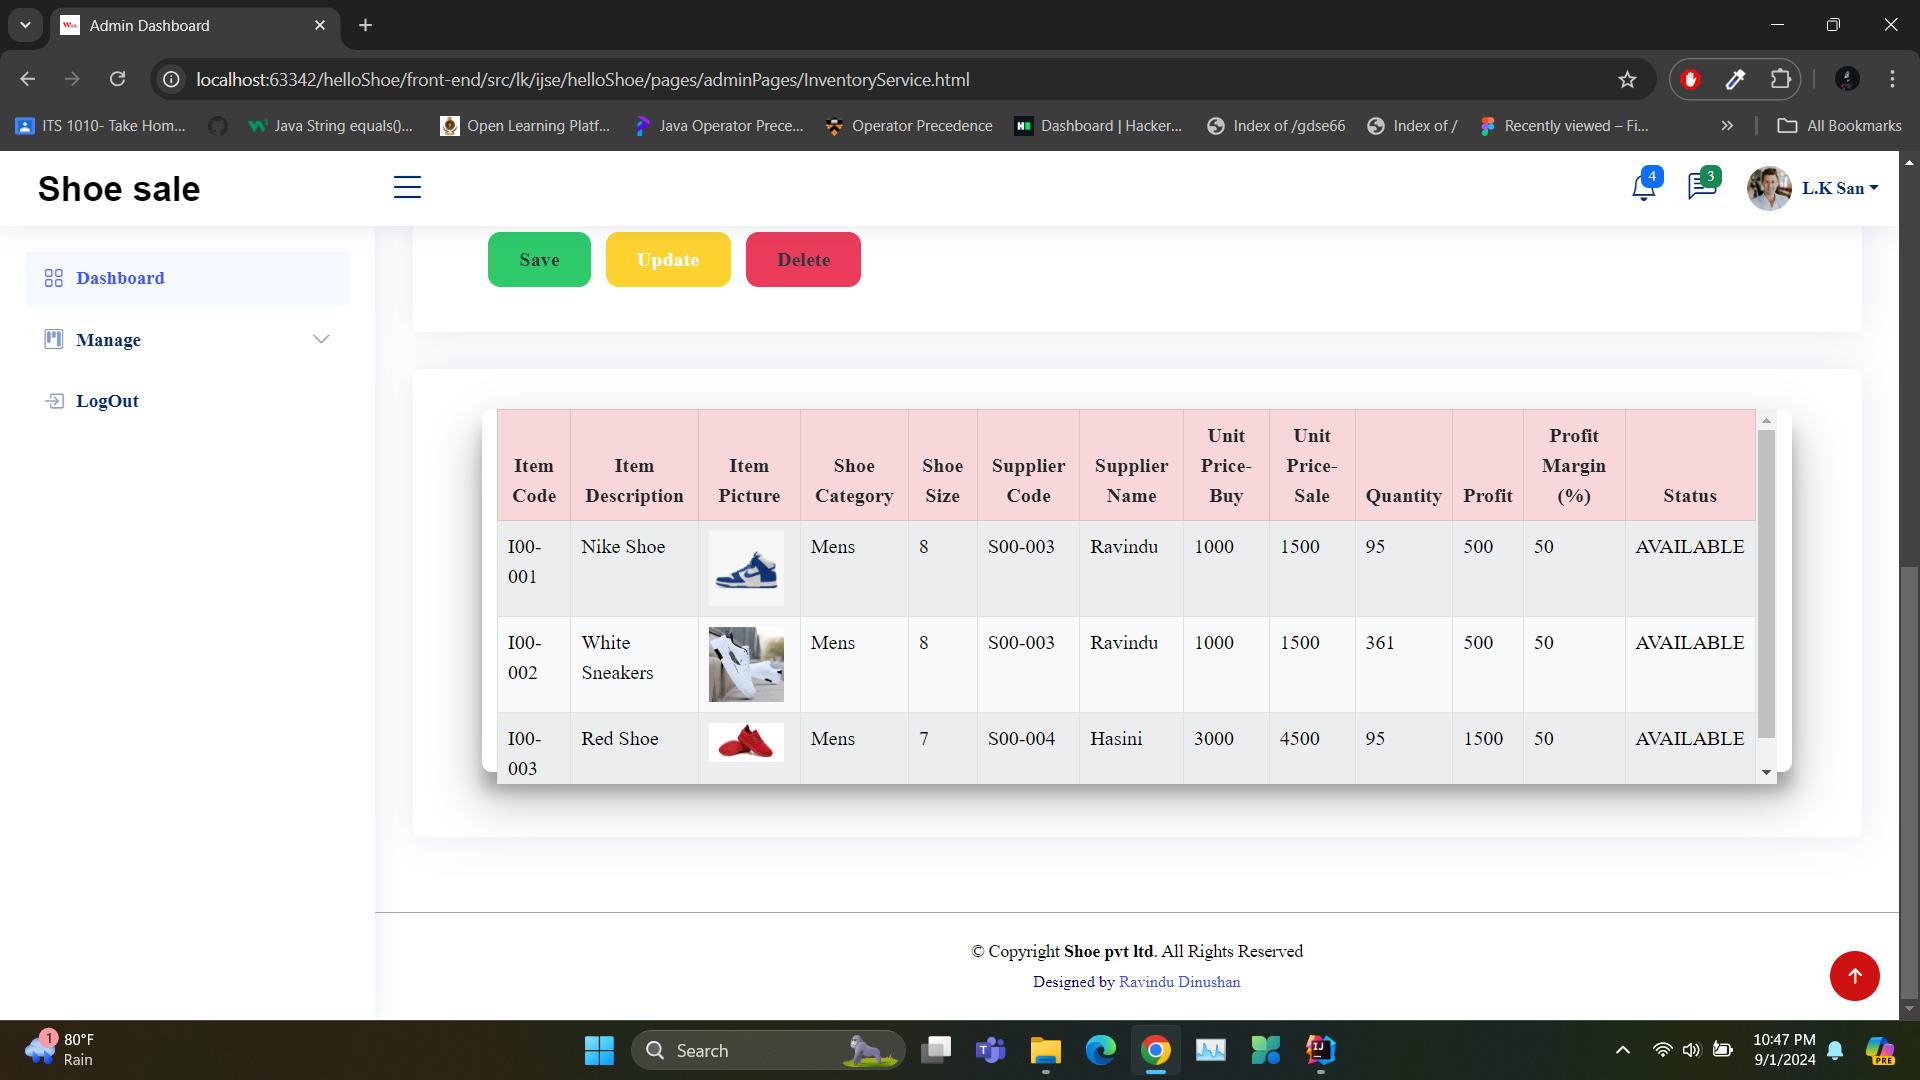 Admin Dashboard
localhost:63342/helloShoe/front-end/src/lk/ijse/helloShoe/pages/adminPages/InventoryService.html
ITS 1010- Take Hom... Java String equals()... Open Learning Platf... Java Operator Prece... Operator Precedence Dashboard | Hacker... Index of /gdse66 Index of / Recently viewed – Fi... » All Bookmarks
Shoe sale 4 3 L.K San
Dashboard
Manage
LogOut
Save Update Delete
Item Code Item Description Item Picture Shoe Category Shoe Size Supplier Code Supplier Name Unit Price-Buy Unit Price-Sale Quantity Profit Profit Margin (%) Status
I00-001 Nike Shoe Mens 8 S00-003 Ravindu 1000 1500 95 500 50 AVAILABLE
I00-002 White Sneakers Mens 8 S00-003 Ravindu 1000 1500 361 500 50 AVAILABLE
I00-003 Red Shoe Mens 7 S00-004 Hasini 3000 4500 95 1500 50 AVAILABLE
© Copyright Shoe pvt ltd. All Rights Reserved
Designed by Ravindu Dinushan
1 80°F
Rain
Search
10:47 PM
9/1/2024
PRE